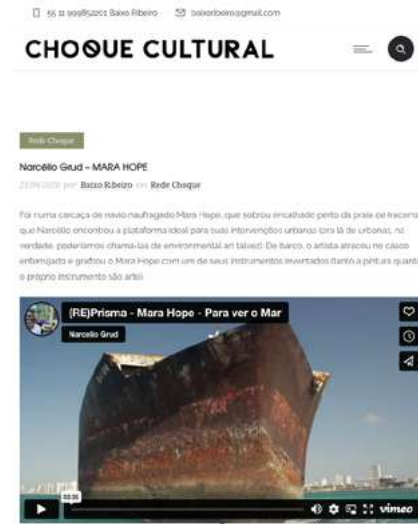 55 11 999852201 Baixo Ribeiro baixoribeiro@gmail.com
CHOQUE CULTURAL
Rede Choque
Narcélio Grud – MARA HOPE
por Baixo Ribeiro em Rede Choque
Foi numa carcaça de navio naufragado Mara Hope, que sobrou encalhado perto da praia de Iracema
que Narcélio encontrou a plataforma ideal para suas intervenções urbanas (pra lá de urbanas, na
verdade, poderíamos chama-las de environmental art talvez). De barco, o artista atracou no casco
enferrujado e grafitou o Mara Hope com um de seus instrumentos inventados (tanto a pintura quanto
o próprio instrumento são arte).
(RE)Prisma - Mara Hope - Para ver o Mar
Narcelio Grud
vimeo